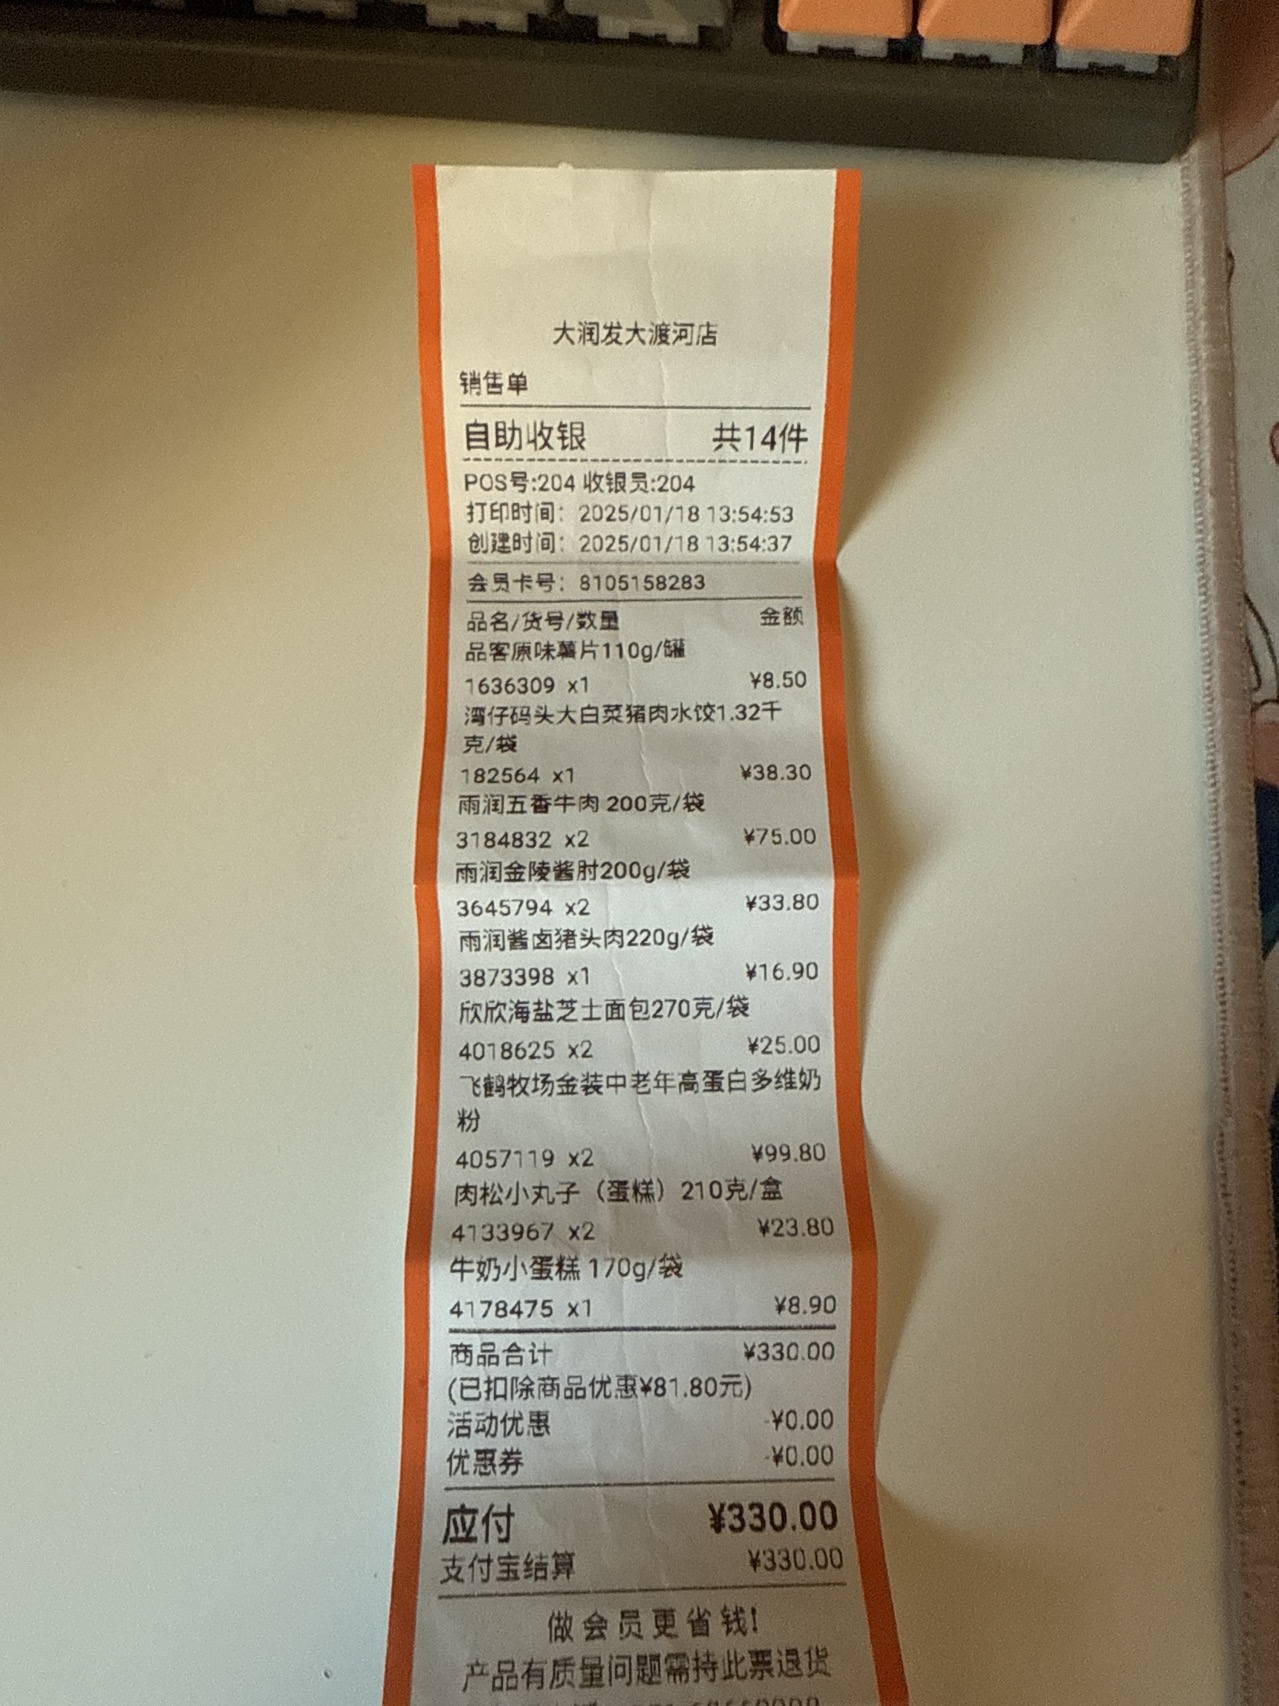 大润发大渡河店
销售单
自助收银 共14件
POS号:204 收银员:204
打印时间: 2025/01/18 13:54:53
创建时间: 2025/01/18 13:54:37
会员卡号: 8105158283
品名/货号/数量 金额
品客原味薯片110g/罐
1636309 x1 ¥8.50
湾仔码头大白菜猪肉水饺1.32千
克/袋
182564 x1 ¥38.30
雨润五香牛肉 200克/袋
3184832 x2 ¥75.00
雨润金陵酱肘200g/袋
3645794 x2 ¥33.80
雨润酱卤猪头肉220g/袋
3873398 x1 ¥16.90
欣欣海盐芝士面包270克/袋
4018625 x2 ¥25.00
飞鹤牧场金装中老年高蛋白多维奶
粉
4057119 x2 ¥99.80
肉松小丸子（蛋糕）210克/盒
4133967 x2 ¥23.80
牛奶小蛋糕 170g/袋
4178475 x1 ¥8.90
商品合计 ¥330.00
(已扣除商品优惠¥81.80元)
活动优惠 -¥0.00
优惠券 -¥0.00
应付 ¥330.00
支付宝结算 ¥330.00
做会员更省钱!
产品有质量问题需持此票退货